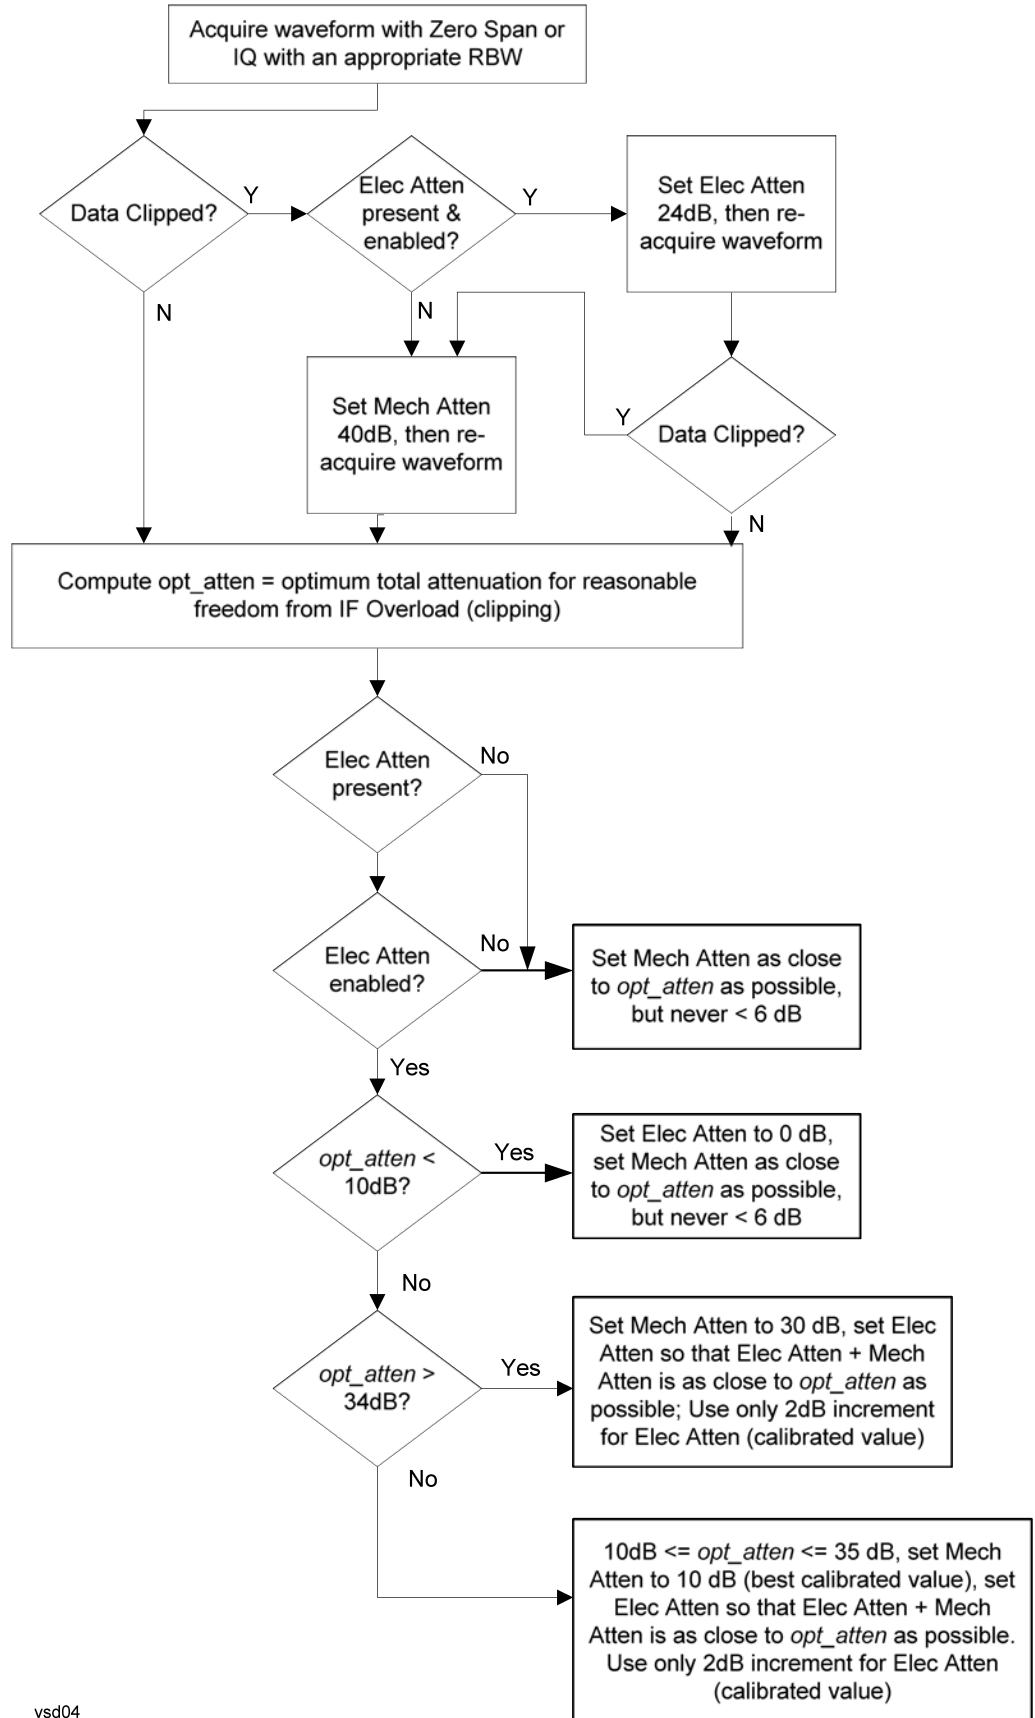 Acquire waveform with Zero Span or
IQ with an appropriate RBW
Data Clipped?
Y
N
Elec Atten
present &
enabled?
Y
N
Set Elec Atten
24dB, then re-
acquire waveform
Set Mech Atten
40dB, then re-
acquire waveform
Y
Data Clipped?
N
Compute opt_atten = optimum total attenuation for reasonable
freedom from IF Overload (clipping)
Elec Atten
present?
No
Elec Atten
enabled?
No
Yes
Set Mech Atten as close
to opt_atten as possible,
but never < 6 dB
opt_atten <
10dB?
Yes
No
Set Elec Atten to 0 dB,
set Mech Atten as close
to opt_atten as possible,
but never < 6 dB
opt_atten >
34dB?
Yes
No
Set Mech Atten to 30 dB, set Elec
Atten so that Elec Atten + Mech
Atten is as close to opt_atten as
possible; Use only 2dB increment
for Elec Atten (calibrated value)
10dB <= opt_atten <= 35 dB, set Mech
Atten to 10 dB (best calibrated value), set
Elec Atten so that Elec Atten + Mech
Atten is as close to opt_atten as possible.
Use only 2dB increment for Elec Atten
(calibrated value)
vsd04